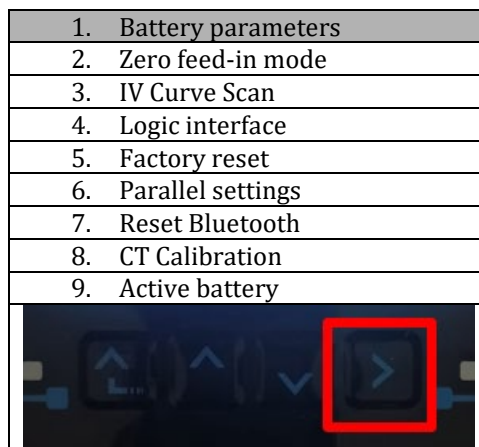 1. Battery parameters
2. Zero feed-in mode
3. IV Curve Scan
4. Logic interface
5. Factory reset
6. Parallel settings
7. Reset Bluetooth
8. CT Calibration
9. Active battery